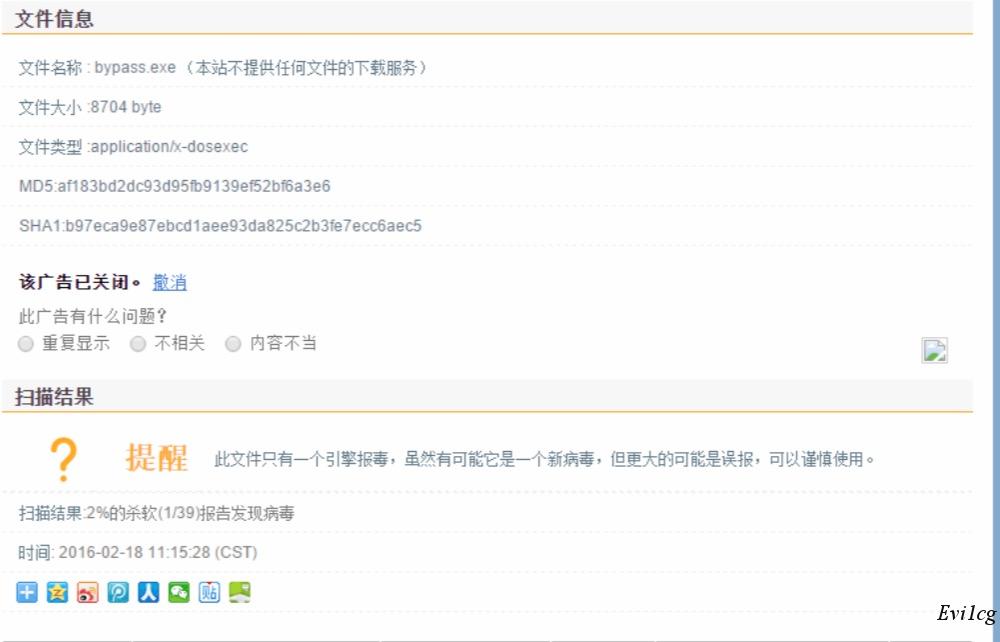 文件信息
文件名称 : bypass.exe （本站不提供任何文件的下载服务）
文件大小 :8704 byte
文件类型 :application/x-dosexec
MD5:af183bd2dc93d95fb9139ef52bf6a3e6
SHA1:b97eca9e87ebcd1aee93da825c2b3fe7ecc6aec5
该广告已关闭。 撤消
此广告有什么问题？
重复显示 不相关 内容不当
扫描结果
? 提醒 此文件只有一个引擎报毒，虽然有可能它是一个新病毒，但更大的可能是误报，可以谨慎使用。
扫描结果:2%的杀软(1/39)报告发现病毒
时间: 2016-02-18 11:15:28 (CST)
贴
Evi1cg